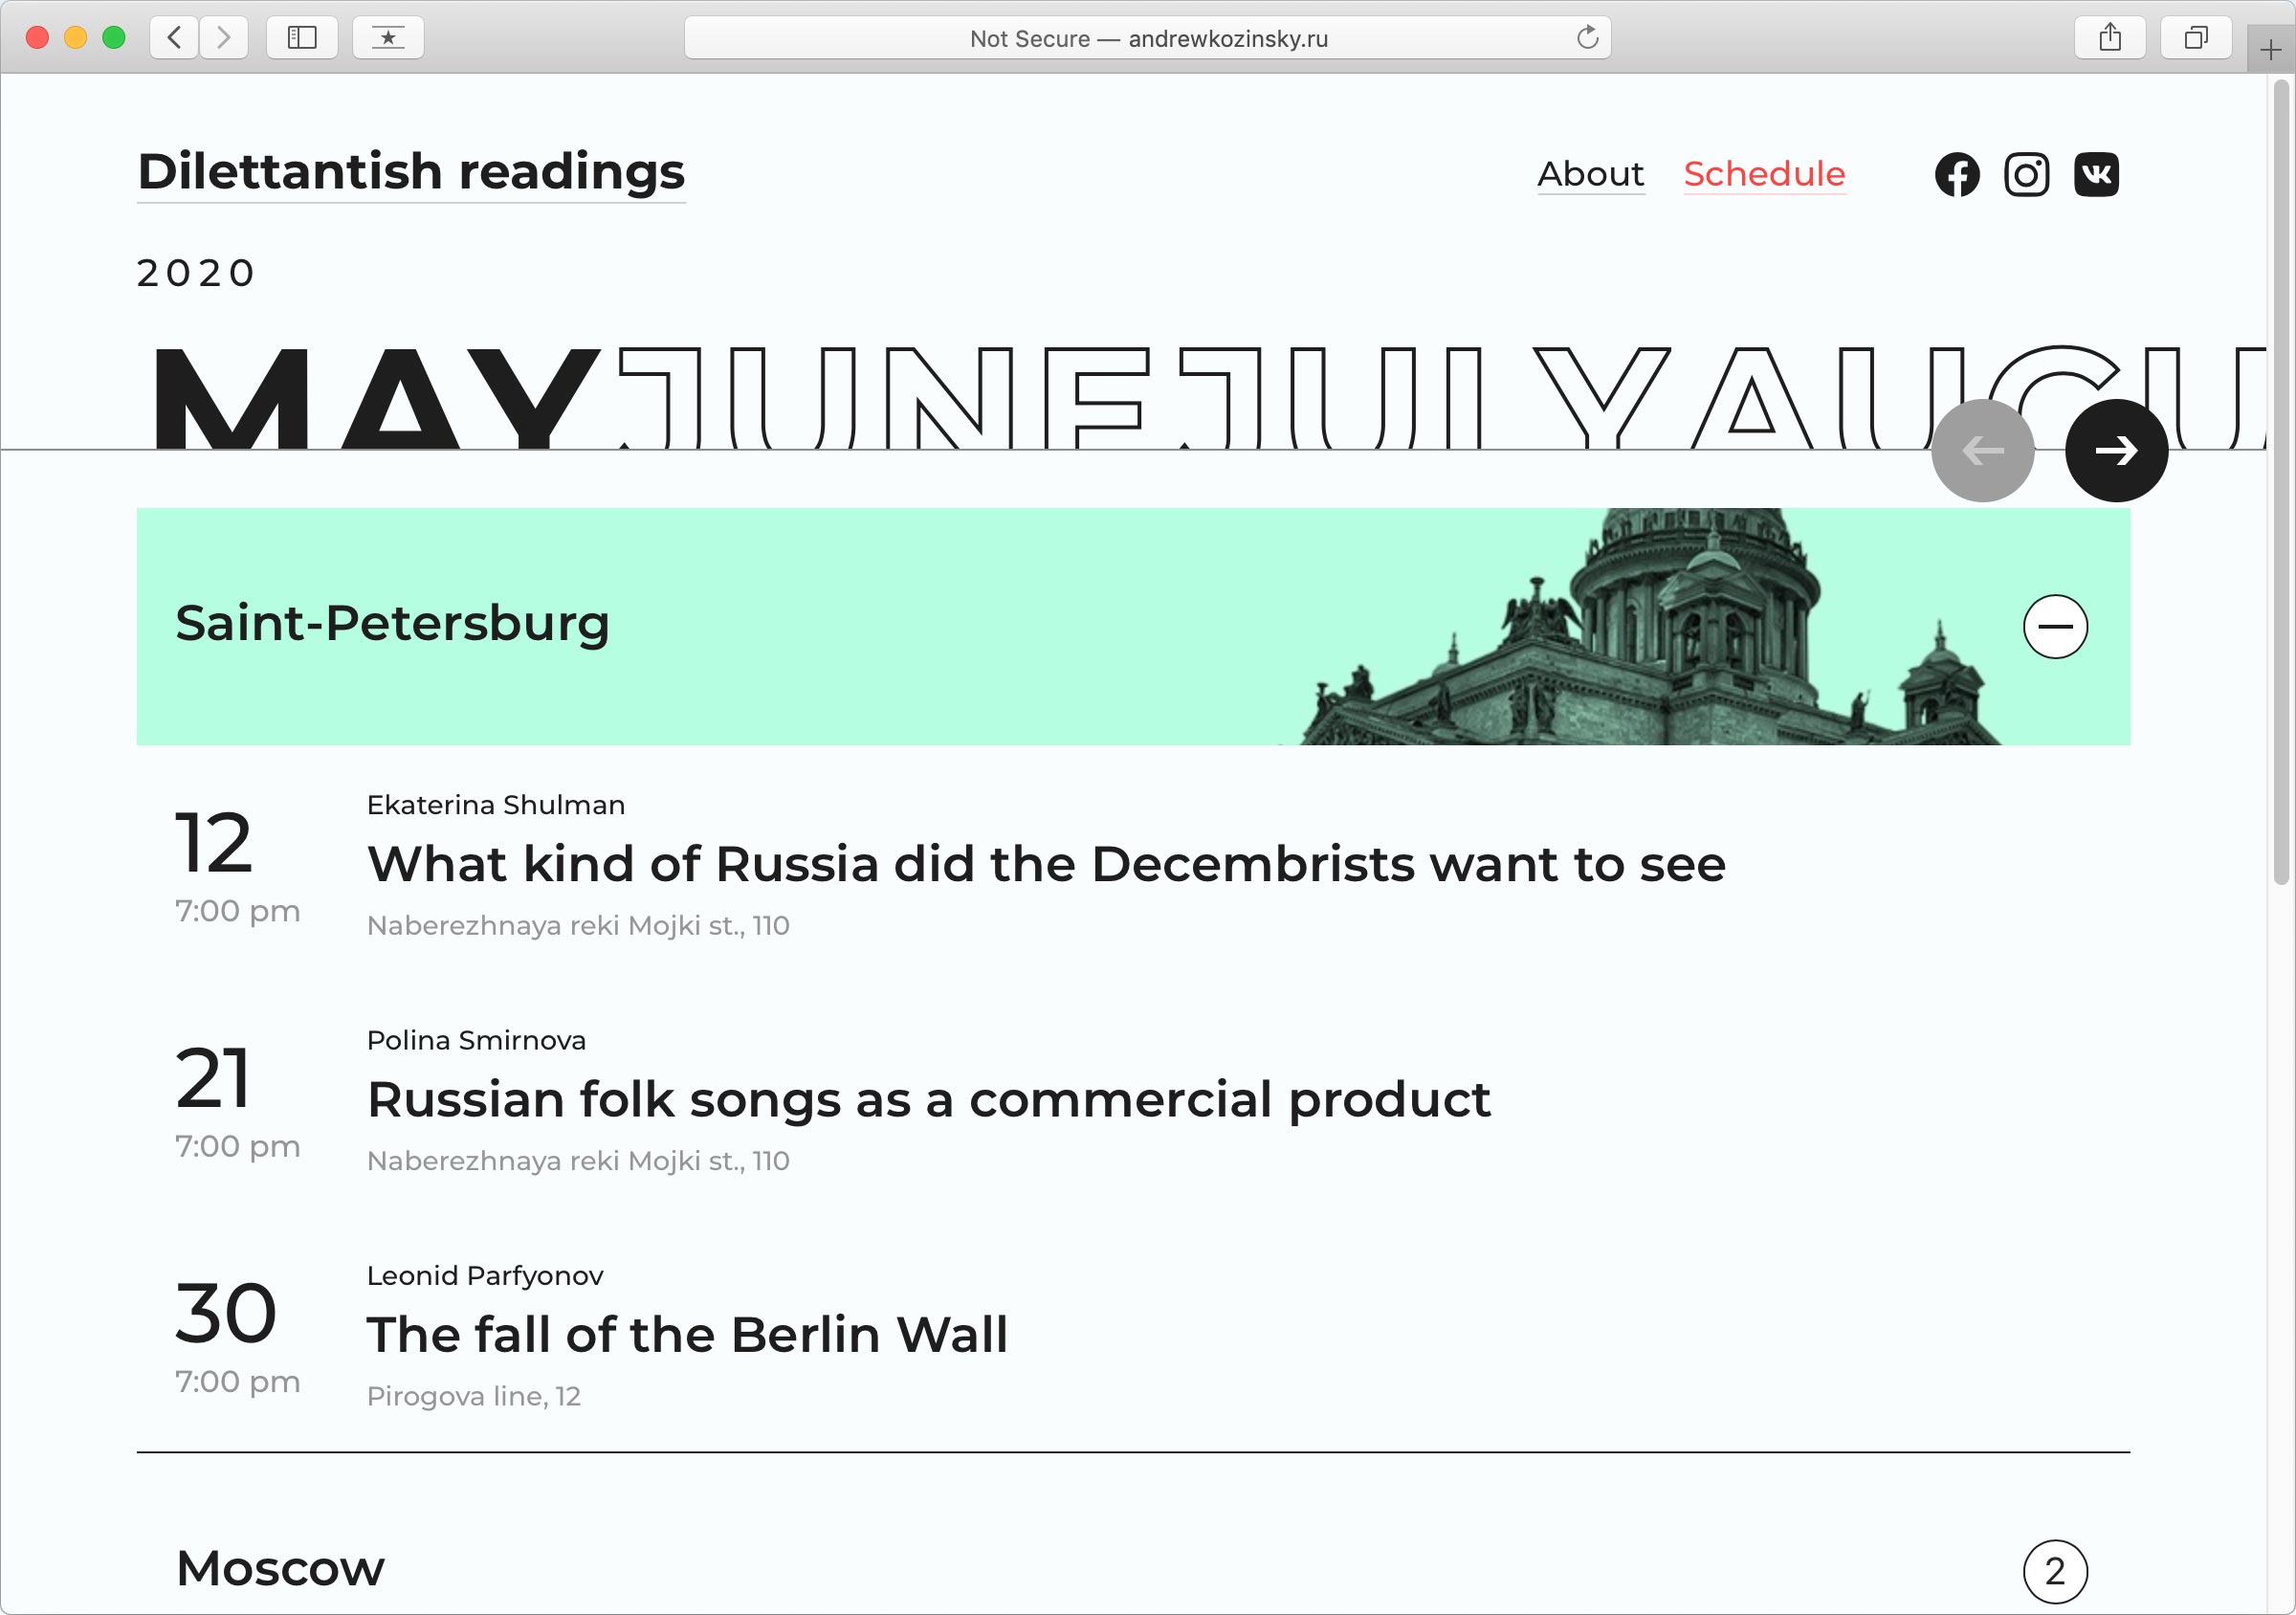 Not Secure — andrewkozinsky.ru
Dilettantish readings
About Schedule
2020
MAY JUNE JULY AUGU
Saint-Petersburg
12
7:00 pm
Ekaterina Shulman
What kind of Russia did the Decembrists want to see
Naberezhnaya reki Mojki st., 110
21
7:00 pm
Polina Smirnova
Russian folk songs as a commercial product
Naberezhnaya reki Mojki st., 110
30
7:00 pm
Leonid Parfyonov
The fall of the Berlin Wall
Pirogova line, 12
Moscow
2